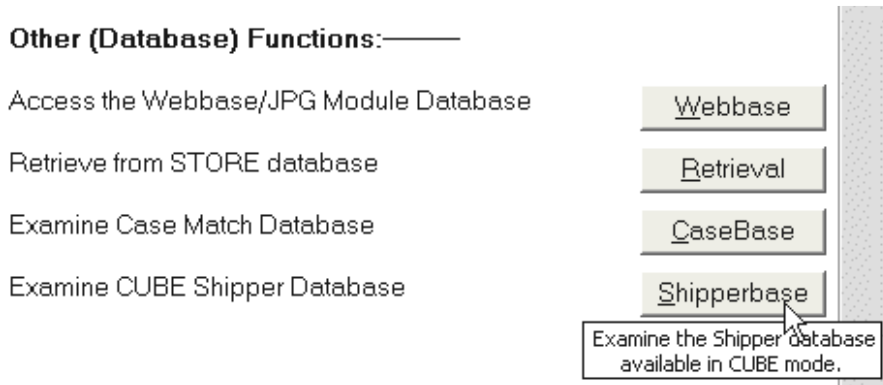 Other (Database) Functions:
Access the Webbase/JPG Module Database Webbase
Retrieve from STORE database Retrieval
Examine Case Match Database CaseBase
Examine CUBE Shipper Database Shipperbase
Examine the Shipper database
available in CUBE mode.